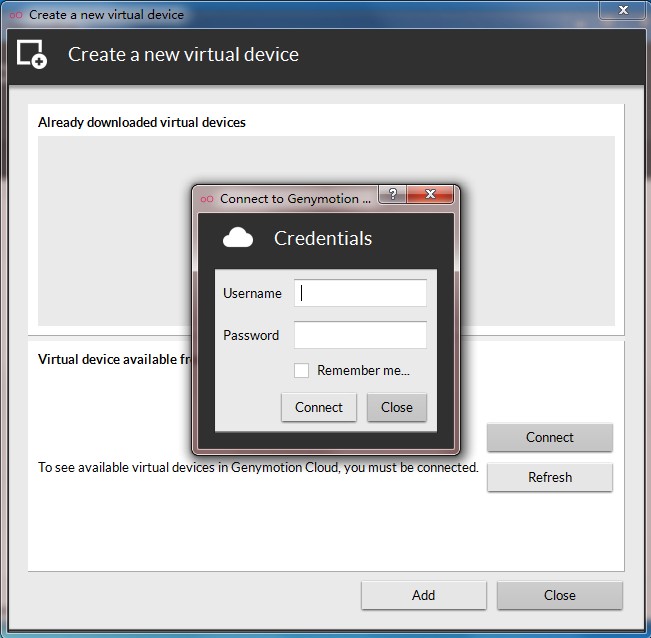 Create a new virtual device
Create a new virtual device
Already downloaded virtual devices
Connect to Genymotion ...
Credentials
Username
Password
Remember me...
Connect
Close
Virtual device available
Connect
To see available virtual devices in Genymotion Cloud, you must be connected.
Refresh
Add
Close